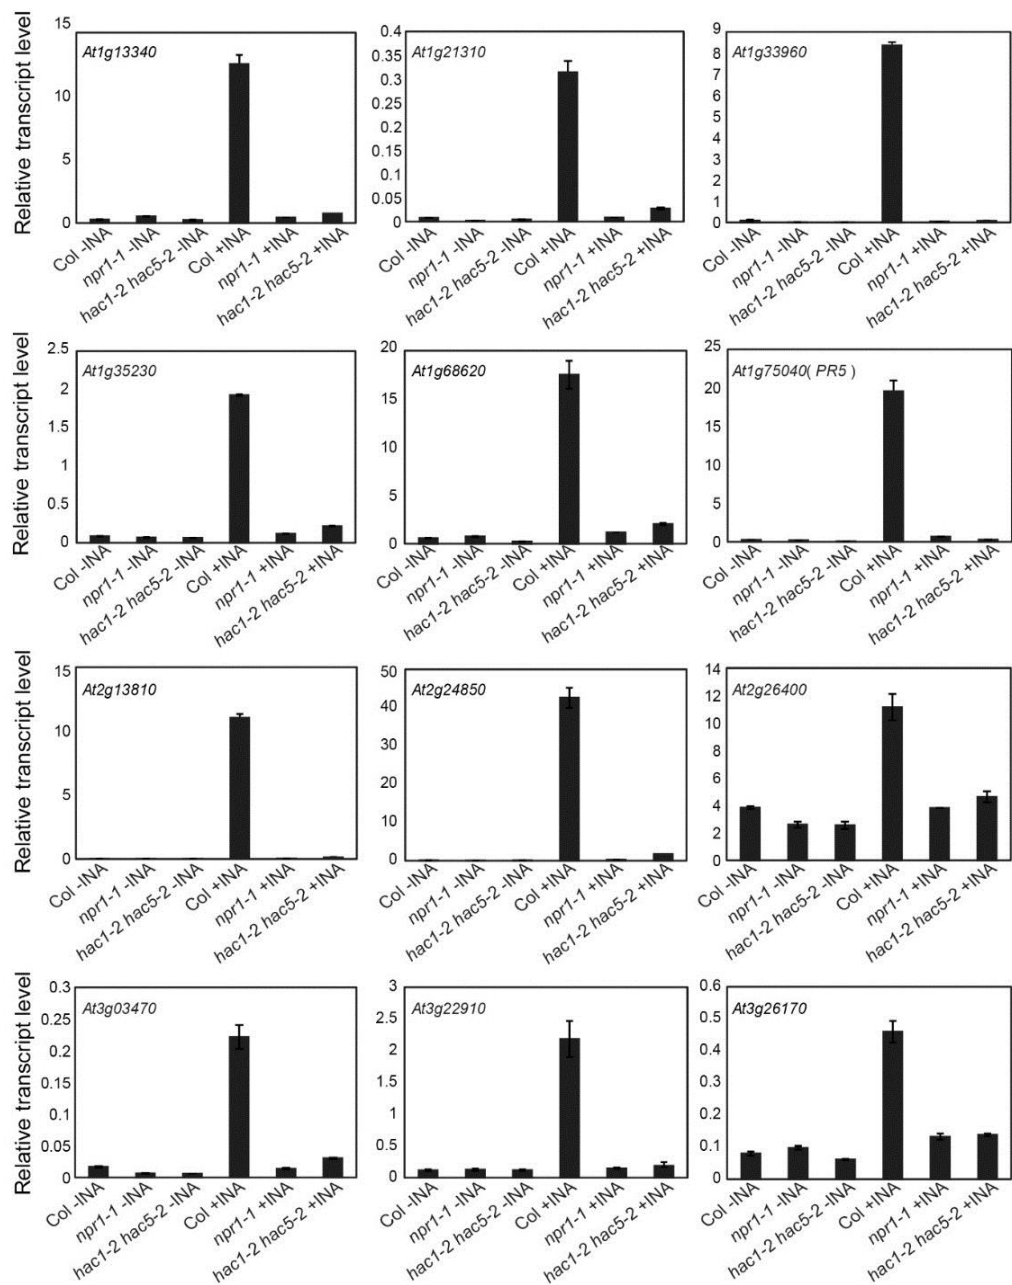 Relative transcript level
At1g13340
15
10
5
0
Col -INA
npr1-1 -INA
hac1-2 hac5-2 -INA
Col +INA
npr1-1 +INA
hac1-2 hac5-2 +INA
At1g21310
0.4
0.35
0.3
0.25
0.2
0.15
0.1
0.05
0
Col -INA
npr1-1 -INA
hac1-2 hac5-2 -INA
Col +INA
npr1-1 +INA
hac1-2 hac5-2 +INA
At1g33960
9
8
7
6
5
4
3
2
1
0
Col -INA
npr1-1 -INA
hac1-2 hac5-2 -INA
Col +INA
npr1-1 +INA
hac1-2 hac5-2 +INA
Relative transcript level
At1g35230
2.5
2
1.5
1
0.5
0
Col -INA
npr1-1 -INA
hac1-2 hac5-2 -INA
Col +INA
npr1-1 +INA
hac1-2 hac5-2 +INA
At1g68620
20
15
10
5
0
Col -INA
npr1-1 -INA
hac1-2 hac5-2 -INA
Col +INA
npr1-1 +INA
hac1-2 hac5-2 +INA
At1g75040( PR5 )
25
20
15
10
5
0
Col -INA
npr1-1 -INA
hac1-2 hac5-2 -INA
Col +INA
npr1-1 +INA
hac1-2 hac5-2 +INA
Relative transcript level
At2g13810
15
10
5
0
Col -INA
npr1-1 -INA
hac1-2 hac5-2 -INA
Col +INA
npr1-1 +INA
hac1-2 hac5-2 +INA
At2g24850
50
40
30
20
10
0
Col -INA
npr1-1 -INA
hac1-2 hac5-2 -INA
Col +INA
npr1-1 +INA
hac1-2 hac5-2 +INA
At2g26400
14
12
10
8
6
4
2
0
Col -INA
npr1-1 -INA
hac1-2 hac5-2 -INA
Col +INA
npr1-1 +INA
hac1-2 hac5-2 +INA
Relative transcript level
At3g03470
0.3
0.25
0.2
0.15
0.1
0.05
0
Col -INA
npr1-1 -INA
hac1-2 hac5-2 -INA
Col +INA
npr1-1 +INA
hac1-2 hac5-2 +INA
At3g22910
3
2.5
2
1.5
1
0.5
0
Col -INA
npr1-1 -INA
hac1-2 hac5-2 -INA
Col +INA
npr1-1 +INA
hac1-2 hac5-2 +INA
At3g26170
0.6
0.5
0.4
0.3
0.2
0.1
0
Col -INA
npr1-1 -INA
hac1-2 hac5-2 -INA
Col +INA
npr1-1 +INA
hac1-2 hac5-2 +INA